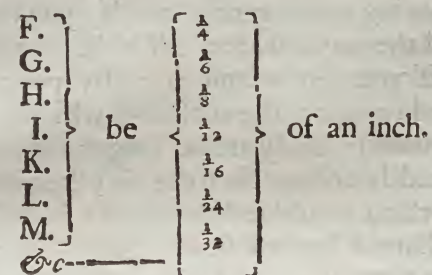 F. 1/4
G. 1/6
H. 1/8
I. be 1/12 of an inch.
K. 1/16
L. 1/24
M. 1/32
&c